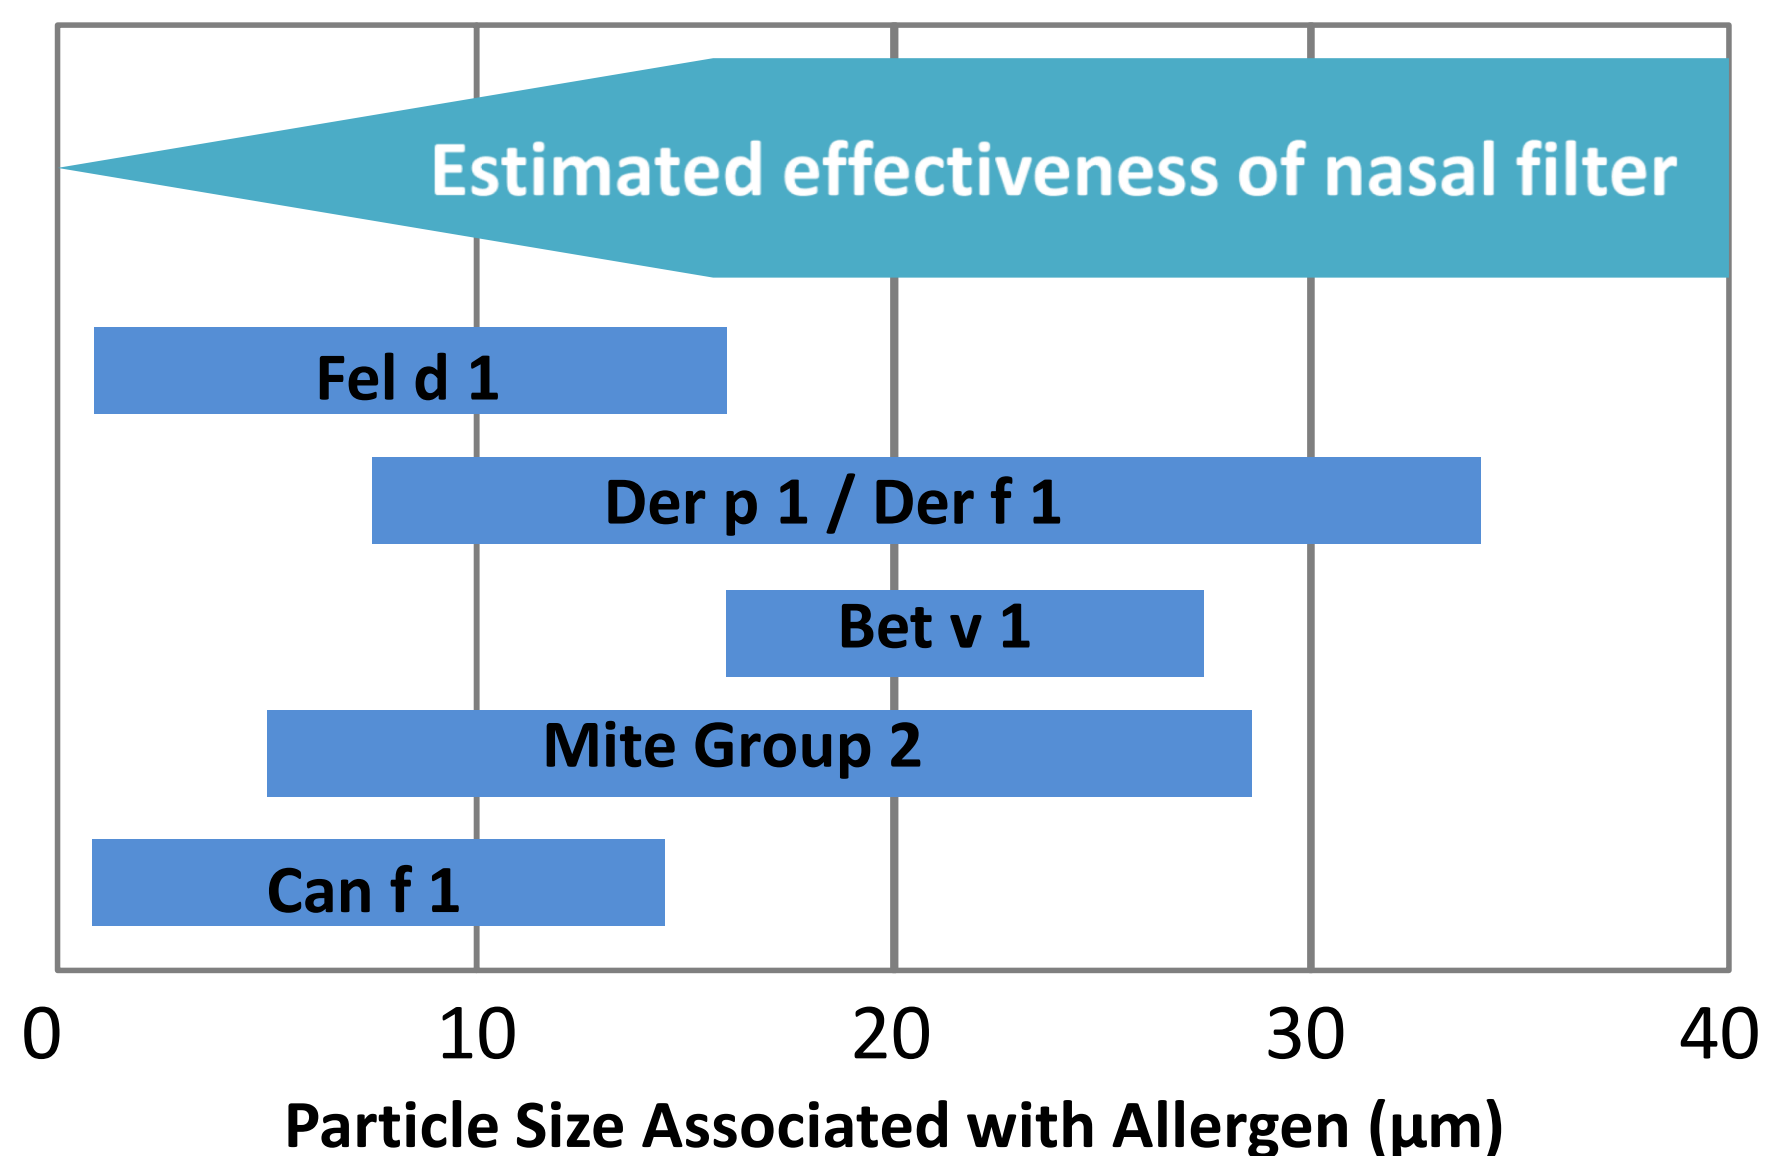 Estimated effectiveness of nasal filter
Fel d 1
Der p 1 / Der f 1
Bet v 1
Mite Group 2
Can f 1
0 10 20 30 40
Particle Size Associated with Allergen (μm)